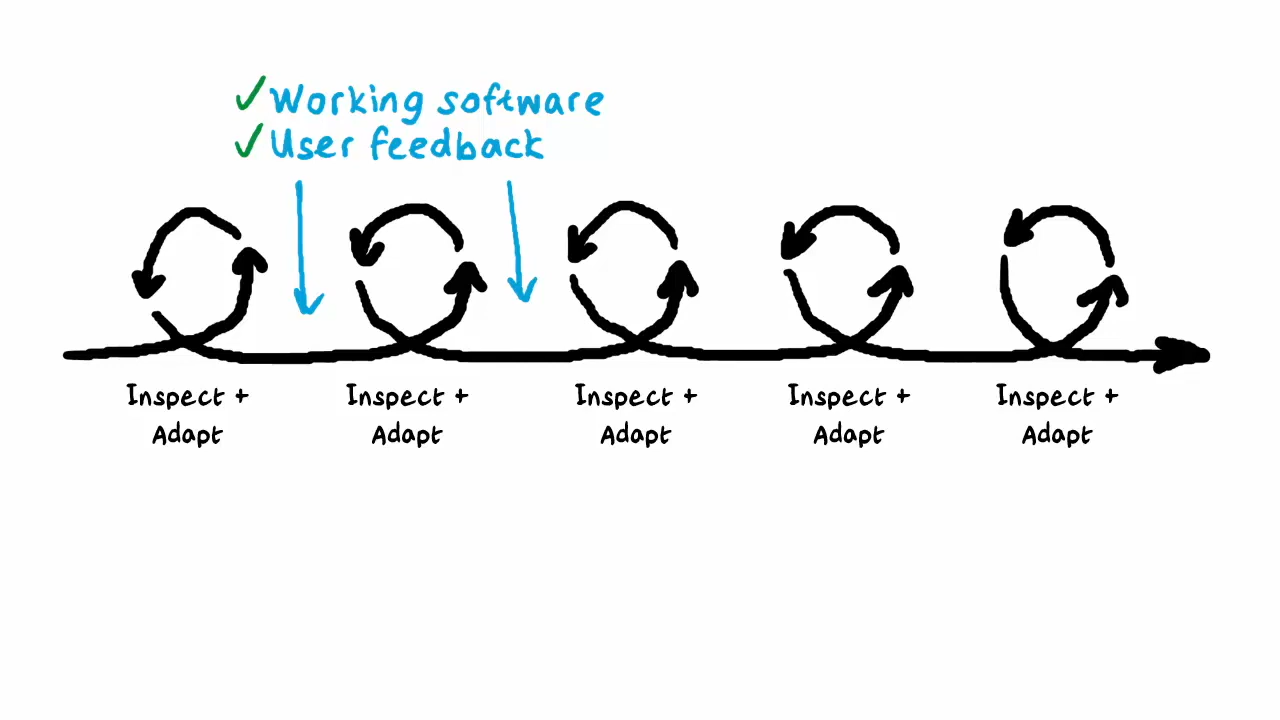 ✓Working software
✓User feedback
Inspect +
Adapt
Inspect +
Adapt
Inspect +
Adapt
Inspect +
Adapt
Inspect +
Adapt